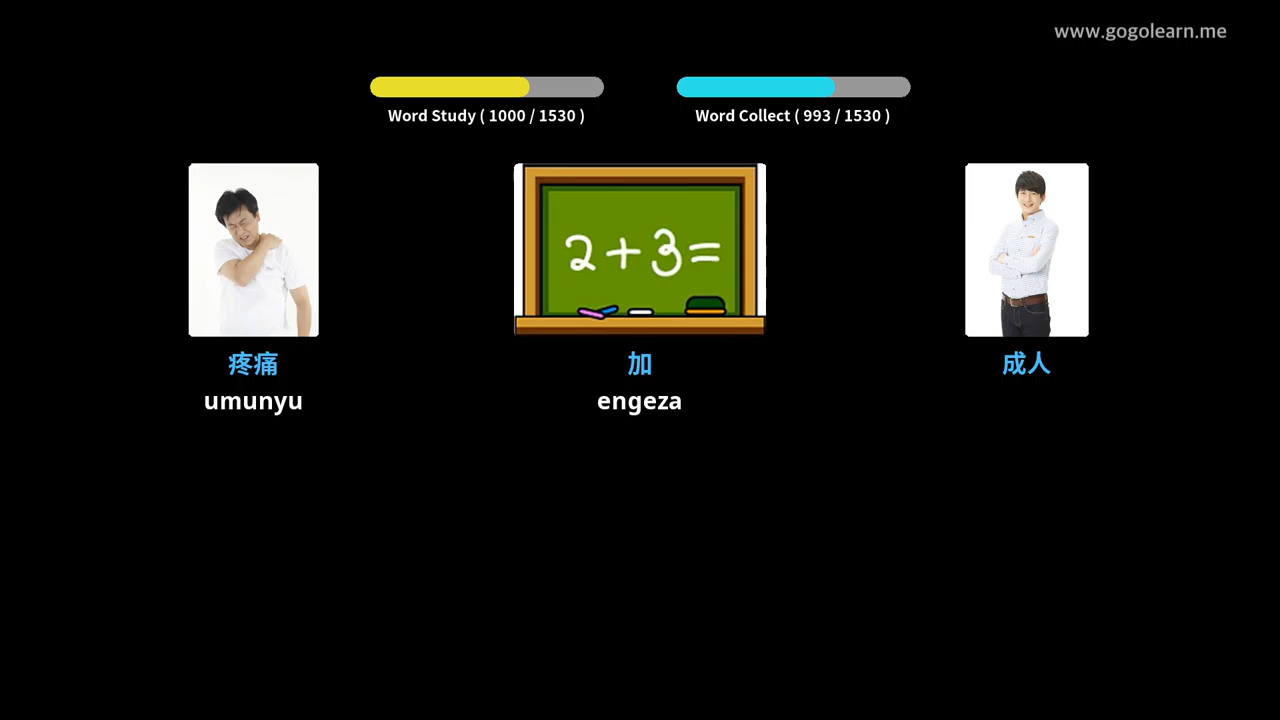 www.gogolearn.me
Word Study ( 1000 / 1530 )
Word Collect ( 993 / 1530 )
2+3=
疼痛
加
成人
umunyu
engeza